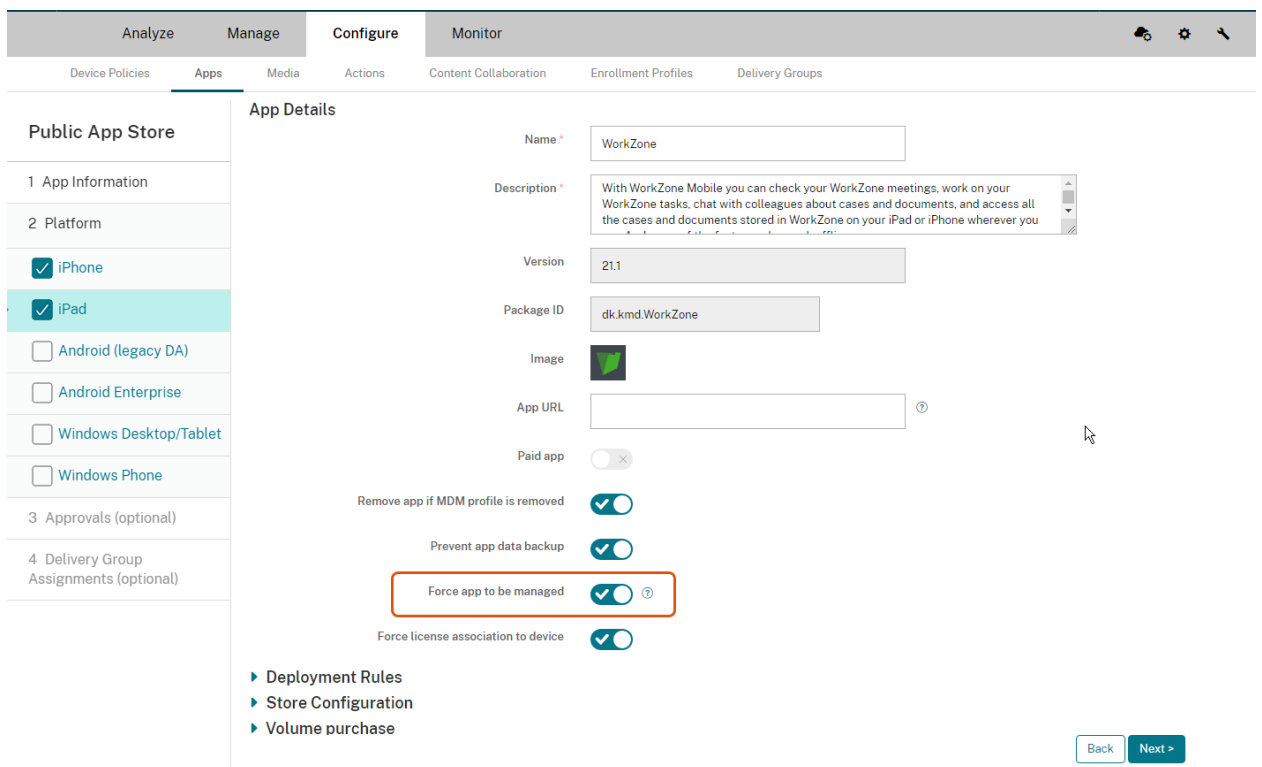 Analyze Manage Configure Monitor
Device Policies Apps Media Actions Content Collaboration Enrollment Profiles Delivery Groups
Public App Store
1 App Information
2 Platform
iPhone
iPad
Android (legacy DA)
Android Enterprise
Windows Desktop/Tablet
Windows Phone
3 Approvals (optional)
4 Delivery Group
Assignments (optional)
App Details
Name *
WorkZone
Description *
With WorkZone Mobile you can check your WorkZone meetings, work on your
WorkZone tasks, chat with colleagues about cases and documents, and access all
the cases and documents stored in WorkZone on your iPad or iPhone wherever you
Version
21.1
Package ID
dk.kmd.WorkZone
Image
App URL
?
Paid app
Remove app if MDM profile is removed
Prevent app data backup
Force app to be managed
?
Force license association to device
Deployment Rules
Store Configuration
Volume purchase
Back Next >